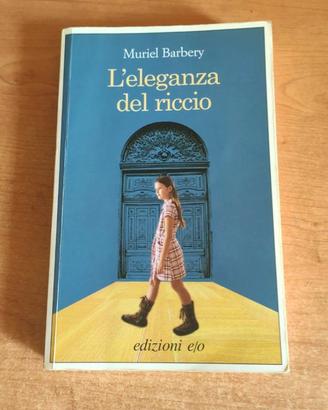 Muriel Barbery
L'eleganza
del riccio
edizioni e/o